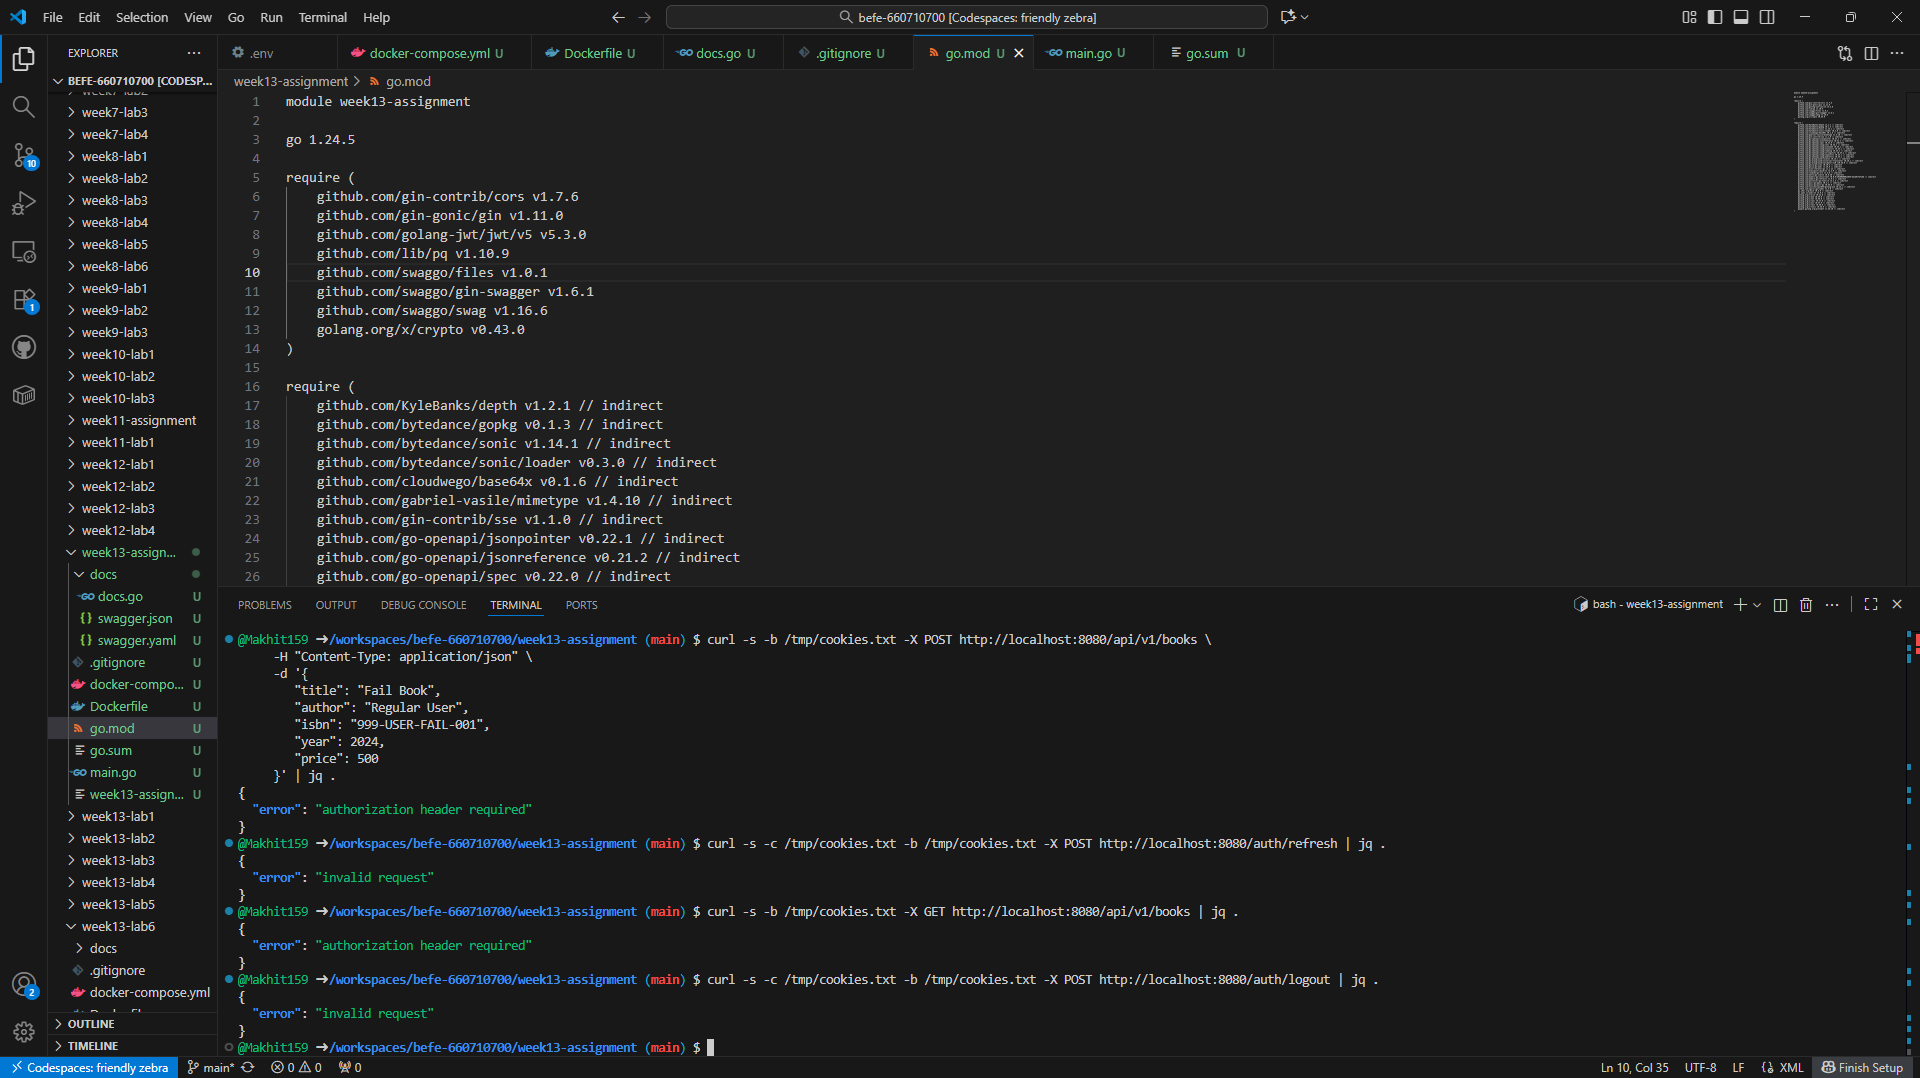 File Edit Selection View Go Run Terminal Help
befe-660710700 [Codespaces: friendly zebra]
EXPLORER
.env
docker-compose.yml U
Dockerfile U
docs.go U
.gitignore U
go.mod U
main.go U
go.sum U
BEFE-660710700 [CODESP...
week7-lab3
week7-lab4
week8-lab1
week8-lab2
week8-lab3
week8-lab4
week8-lab5
week8-lab6
week9-lab1
week9-lab2
week9-lab3
week10-lab1
week10-lab2
week10-lab3
week11-assignment
week11-lab1
week12-lab1
week12-lab2
week12-lab3
week12-lab4
week13-assign...
docs
docs.go U
swagger.json U
swagger.yaml U
.gitignore U
docker-compo... U
Dockerfile U
go.mod U
go.sum U
main.go U
week13-assign... U
week13-lab1
week13-lab2
week13-lab3
week13-lab4
week13-lab5
week13-lab6
docs
.gitignore
docker-compose.yml
OUTLINE
TIMELINE
10
1
2
week13-assignment > go.mod
1 module week13-assignment
2
3 go 1.24.5
4
5 require (
6 github.com/gin-contrib/cors v1.7.6
7 github.com/gin-gonic/gin v1.11.0
8 github.com/golang-jwt/jwt/v5 v5.3.0
9 github.com/lib/pq v1.10.9
10 github.com/swaggo/files v1.0.1
11 github.com/swaggo/gin-swagger v1.6.1
12 github.com/swaggo/swag v1.16.6
13 golang.org/x/crypto v0.43.0
14 )
15
16 require (
17 github.com/KyleBanks/depth v1.2.1 // indirect
18 github.com/bytedance/gopkg v0.1.3 // indirect
19 github.com/bytedance/sonic v1.14.1 // indirect
20 github.com/bytedance/sonic/loader v0.3.0 // indirect
21 github.com/cloudwego/base64x v0.1.6 // indirect
22 github.com/gabriel-vasile/mimetype v1.4.10 // indirect
23 github.com/gin-contrib/sse v1.1.0 // indirect
24 github.com/go-openapi/jsonpointer v0.22.1 // indirect
25 github.com/go-openapi/jsonreference v0.21.2 // indirect
26 github.com/go-openapi/spec v0.22.0 // indirect
PROBLEMS OUTPUT DEBUG CONSOLE TERMINAL PORTS
bash - week13-assignment
@Makhit159 ➜/workspaces/befe-660710700/week13-assignment (main) $ curl -s -b /tmp/cookies.txt -X POST http://localhost:8080/api/v1/books \
-H "Content-Type: application/json" \
-d '{
"title": "Fail Book",
"author": "Regular User",
"isbn": "999-USER-FAIL-001",
"year": 2024,
"price": 500
}' | jq .
{
"error": "authorization header required"
}
@Makhit159 ➜/workspaces/befe-660710700/week13-assignment (main) $ curl -s -c /tmp/cookies.txt -b /tmp/cookies.txt -X POST http://localhost:8080/auth/refresh | jq .
{
"error": "invalid request"
}
@Makhit159 ➜/workspaces/befe-660710700/week13-assignment (main) $ curl -s -b /tmp/cookies.txt -X GET http://localhost:8080/api/v1/books | jq .
{
"error": "authorization header required"
}
@Makhit159 ➜/workspaces/befe-660710700/week13-assignment (main) $ curl -s -c /tmp/cookies.txt -b /tmp/cookies.txt -X POST http://localhost:8080/auth/logout | jq .
{
"error": "invalid request"
}
@Makhit159 ➜/workspaces/befe-660710700/week13-assignment (main) $
Codespaces: friendly zebra main* 0 0 0 Ln 10, Col 35 UTF-8 LF XML Finish Setup